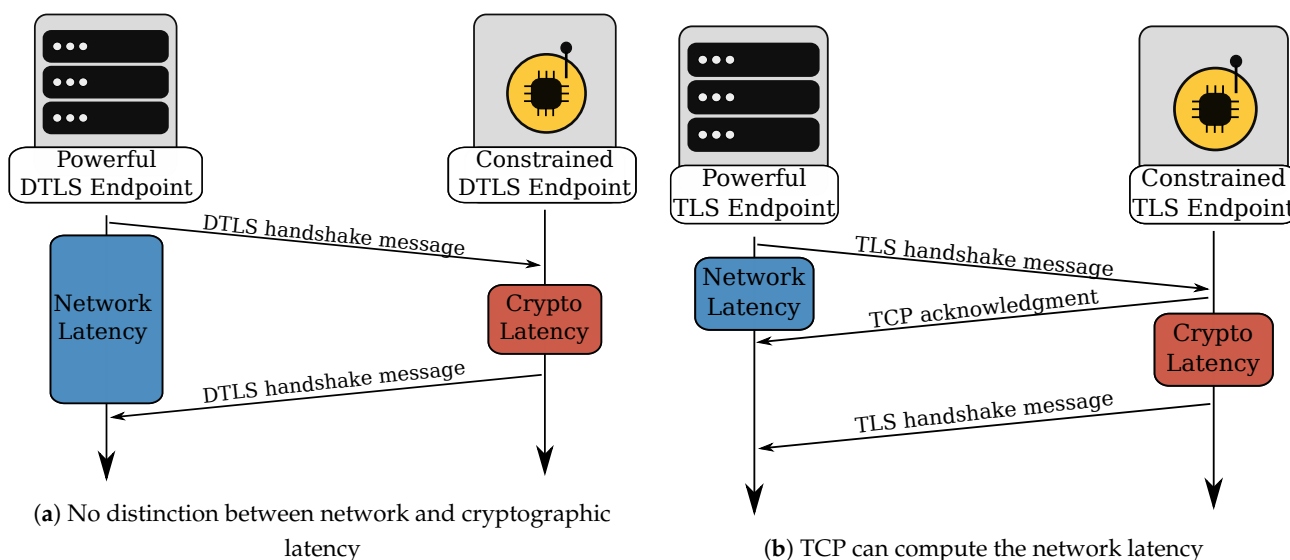 Powerful
DTLS Endpoint
Constrained
DTLS Endpoint
DTLS handshake message
Network
Latency
Crypto
Latency
DTLS handshake message
(a) No distinction between network and cryptographic
latency
Powerful
TLS Endpoint
Constrained
TLS Endpoint
TLS handshake message
Network
Latency
TCP acknowledgment
Crypto
Latency
TLS handshake message
(b) TCP can compute the network latency